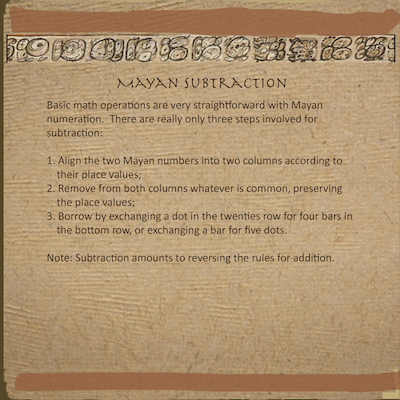 MAYAN SUBTRACTION
Basic math operations are very straightforward with Mayan
numeration.  There are really only three steps involved for
subtraction:
1. Align the two Mayan numbers into two columns according to
their place values;
2. Remove from both columns whatever is common, preserving
the place values;
3. Borrow by exchanging a dot in the twenties row for four bars in
the bottom row, or exchanging a bar for five dots.
Note: Subtraction amounts to reversing the rules for addition.